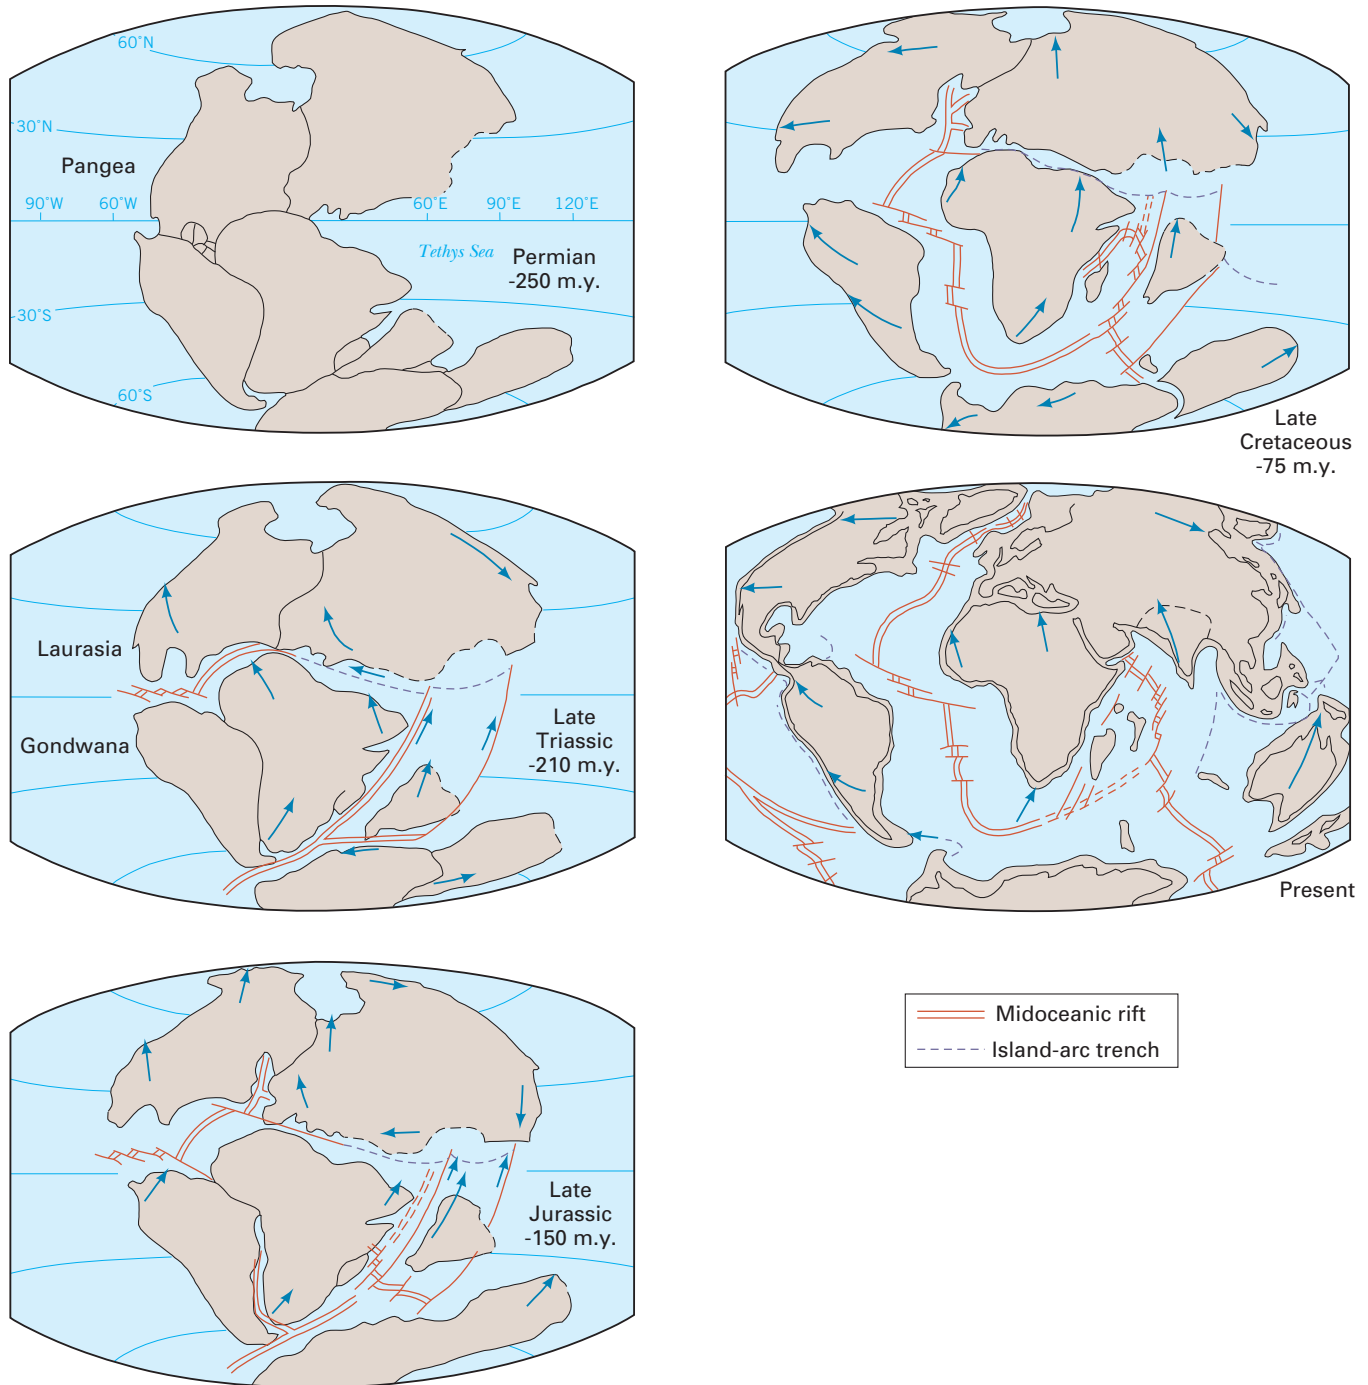 60°N
30°N
Pangea
90°W 60°W 60°E 90°E 120°E
Tethys Sea
Permian
-250 m.y.
30°S
60°S
Late
Cretaceous
-75 m.y.
Laurasia
Gondwana
Late
Triassic
-210 m.y.
Present
Midoceanic rift
Island-arc trench
Late
Jurassic
-150 m.y.